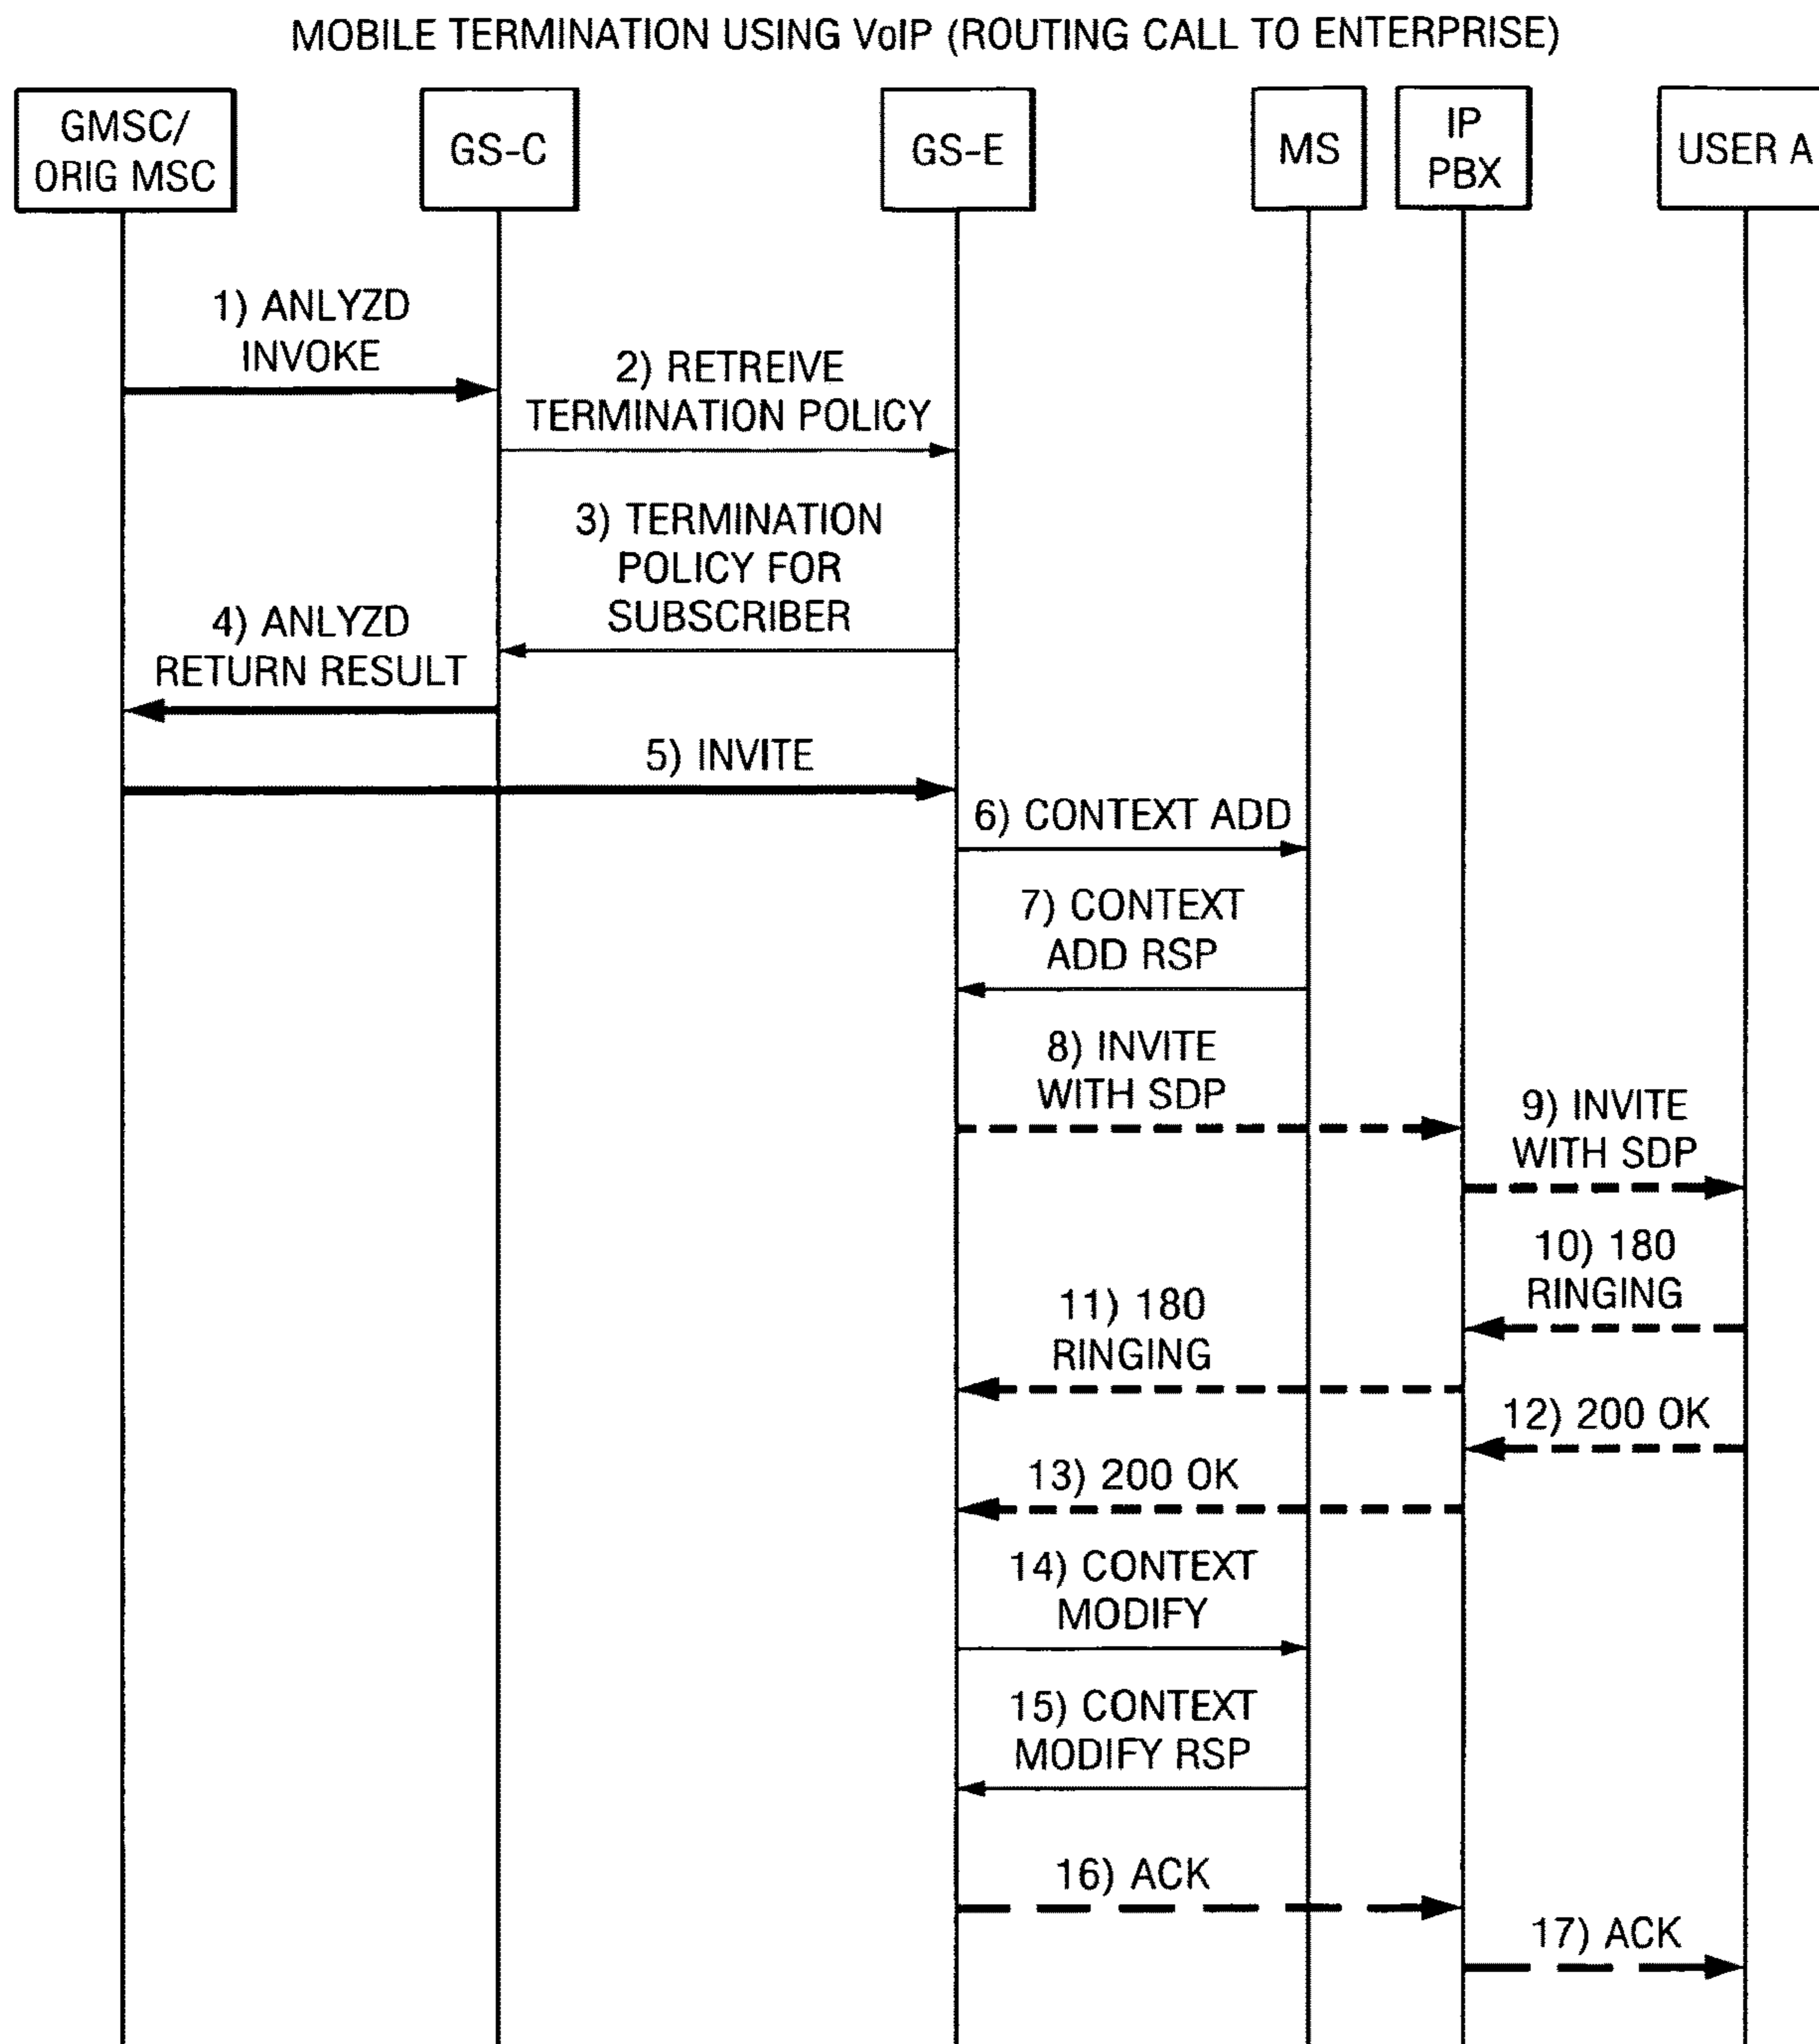 MOBILE TERMINATION USING VoIP (ROUTING CALL TO ENTERPRISE)
GMSC/
ORIG MSC
GS-C
GS-E
MS
IP
PBX
USER A
1) ANLYZD
INVOKE
2) RETREIVE
TERMINATION POLICY
3) TERMINATION
POLICY FOR
SUBSCRIBER
4) ANLYZD
RETURN RESULT
5) INVITE
6) CONTEXT ADD
7) CONTEXT
ADD RSP
8) INVITE
WITH SDP
9) INVITE
WITH SDP
10) 180
RINGING
11) 180
RINGING
12) 200 OK
13) 200 OK
14) CONTEXT
MODIFY
15) CONTEXT
MODIFY RSP
16) ACK
17) ACK